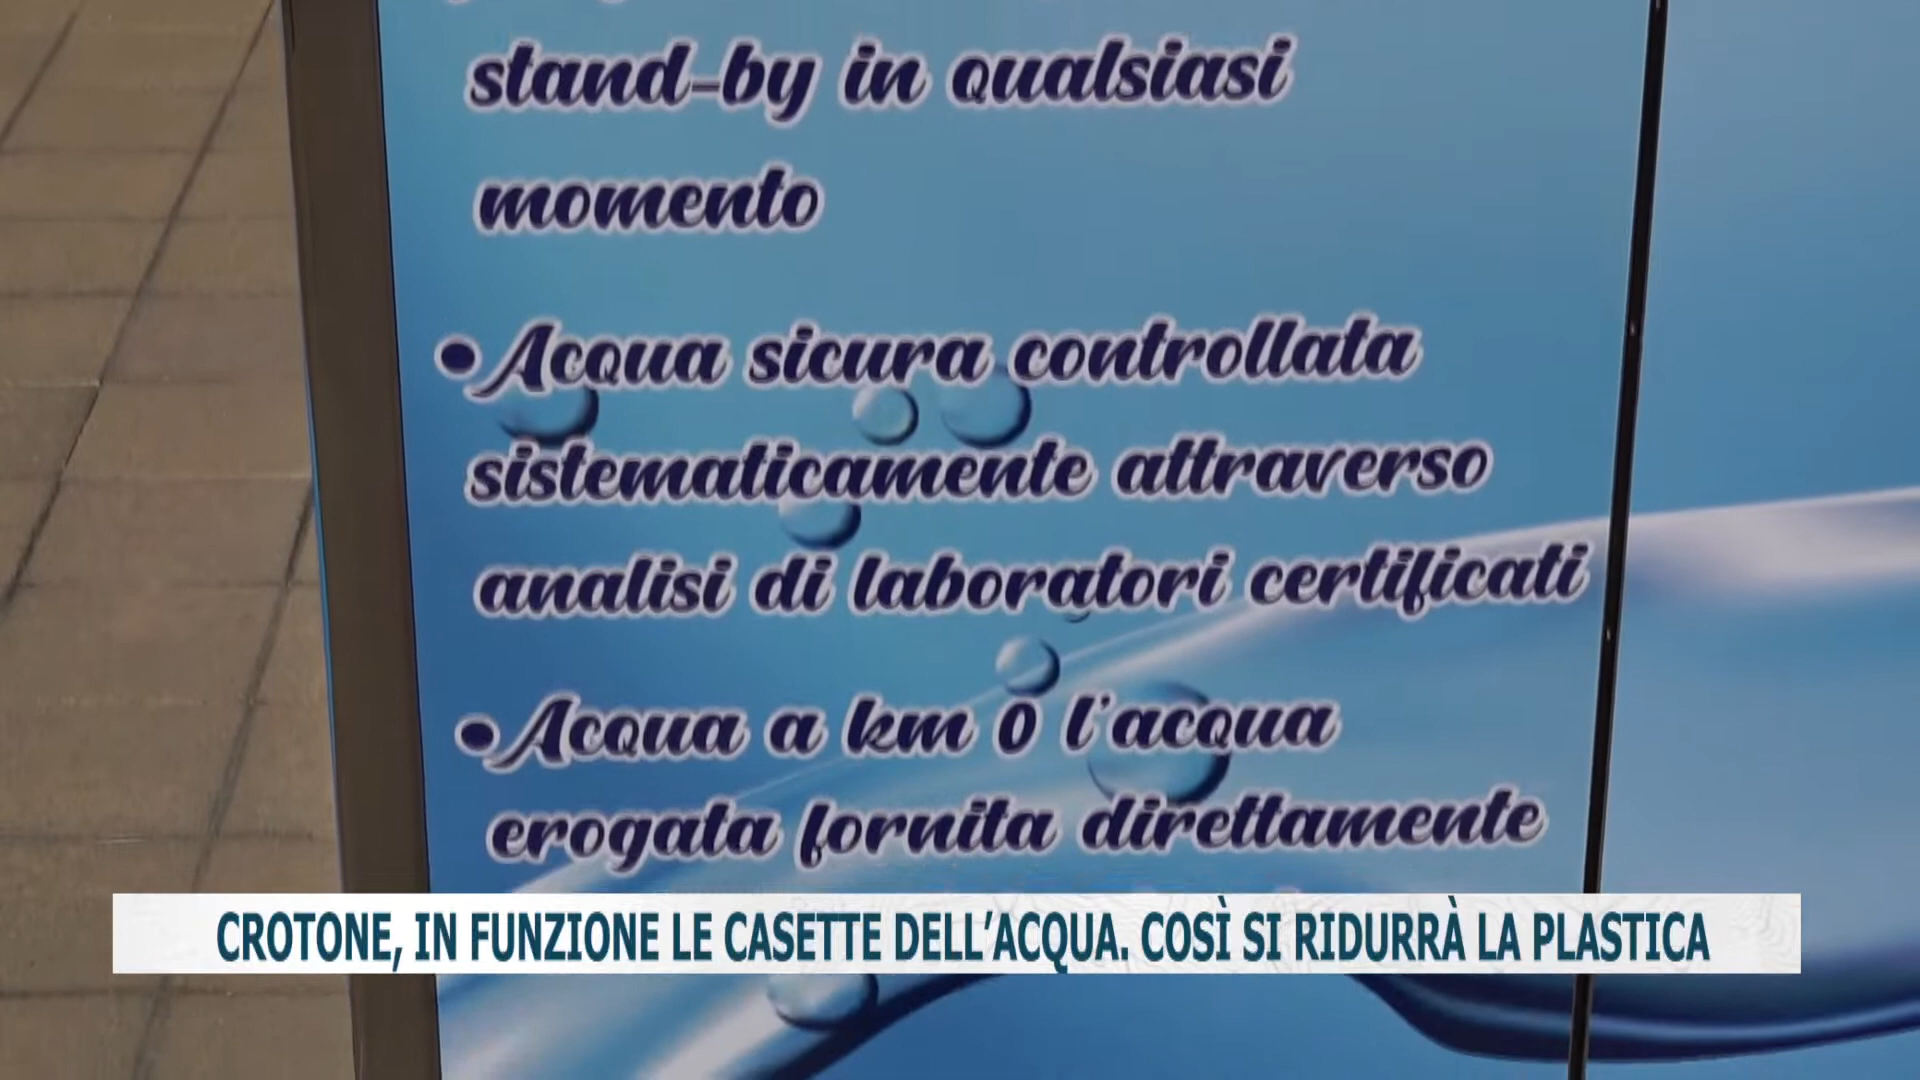 stand-by in qualsiasi
momento
•Acqua sicura controllata
sistematicamente attraverso
analisi di laboratori certificati
•Acqua a km 0 l'acqua
erogata fornita direttamente
CROTONE, IN FUNZIONE LE CASETTE DELL’ACQUA. COSÌ SI RIDURRÀ LA PLASTICA